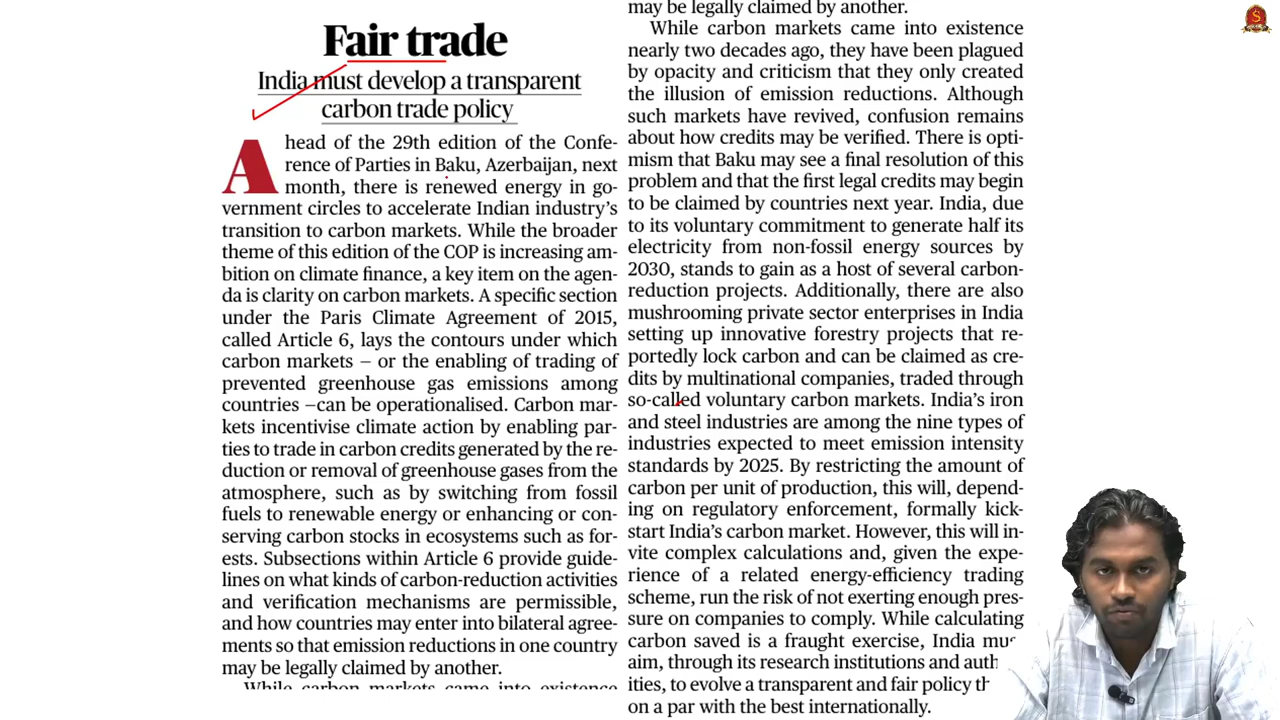 Fair trade
India must develop a transparent
carbon trade policy
Ahead of the 29th edition of the Confe-
rence of Parties in Baku, Azerbaijan, next
month, there is renewed energy in go-
vernment circles to accelerate Indian industry’s
transition to carbon markets. While the broader
theme of this edition of the COP is increasing am-
bition on climate finance, a key item on the agen-
da is clarity on carbon markets. A specific section
under the Paris Climate Agreement of 2015,
called Article 6, lays the contours under which
carbon markets – or the enabling of trading of
prevented greenhouse gas emissions among
countries –can be operationalised. Carbon mar-
kets incentivise climate action by enabling par-
ties to trade in carbon credits generated by the re-
duction or removal of greenhouse gases from the
atmosphere, such as by switching from fossil
fuels to renewable energy or enhancing or con-
serving carbon stocks in ecosystems such as for-
ests. Subsections within Article 6 provide guide-
lines on what kinds of carbon-reduction activities
and verification mechanisms are permissible,
and how countries may enter into bilateral agree-
ments so that emission reductions in one country
may be legally claimed by another.
While carbon markets came into existence
may be legally claimed by another.
While carbon markets came into existence
nearly two decades ago, they have been plagued
by opacity and criticism that they only created
the illusion of emission reductions. Although
such markets have revived, confusion remains
about how credits may be verified. There is opti-
mism that Baku may see a final resolution of this
problem and that the first legal credits may begin
to be claimed by countries next year. India, due
to its voluntary commitment to generate half its
electricity from non-fossil energy sources by
2030, stands to gain as a host of several carbon-
reduction projects. Additionally, there are also
mushrooming private sector enterprises in India
setting up innovative forestry projects that re-
portedly lock carbon and can be claimed as cre-
dits by multinational companies, traded through
so-called voluntary carbon markets. India’s iron
and steel industries are among the nine types of
industries expected to meet emission intensity
standards by 2025. By restricting the amount of
carbon per unit of production, this will, depend-
ing on regulatory enforcement, formally kick-
start India’s carbon market. However, this will in-
vite complex calculations and, given the expe-
rience of a related energy-efficiency trading
scheme, run the risk of not exerting enough pres-
sure on companies to comply. While calculating
carbon saved is a fraught exercise, India
aim, through its research institutions and
ities, to evolve a transparent and fair policy
on a par with the best internationally.